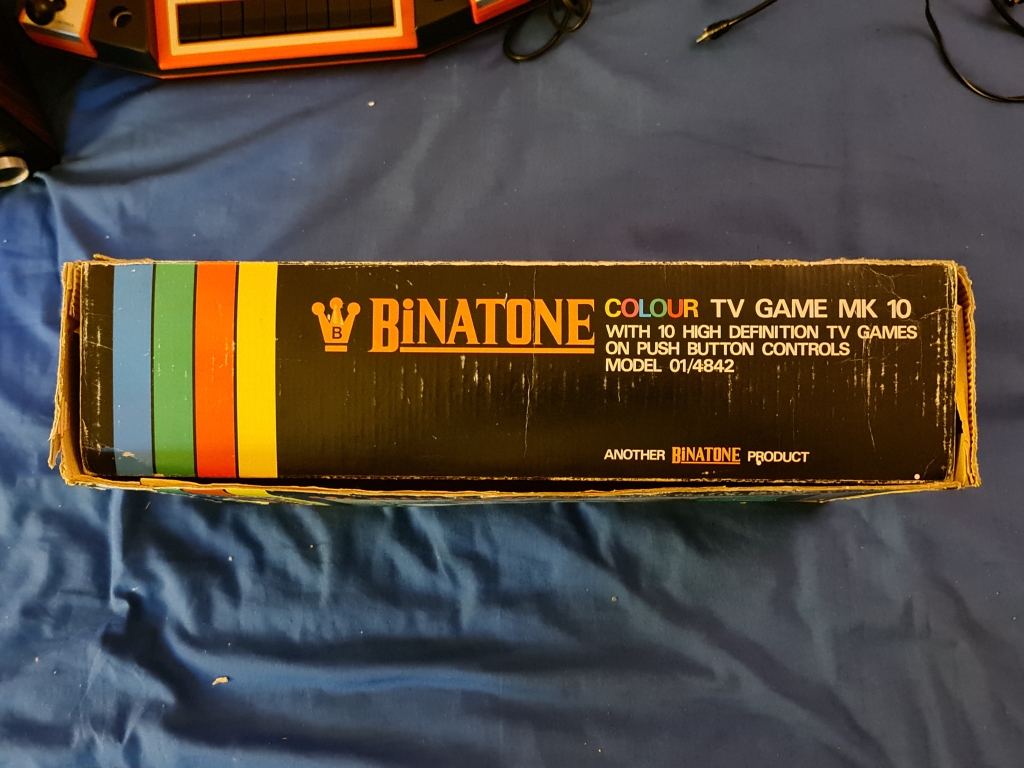 B
BiNATONE
COLOUR TV GAME MK 10
WITH 10 HIGH DEFINITION TV GAMES
ON PUSH BUTTON CONTROLS
MODEL 01/4842
ANOTHER BiNATONE PRODUCT